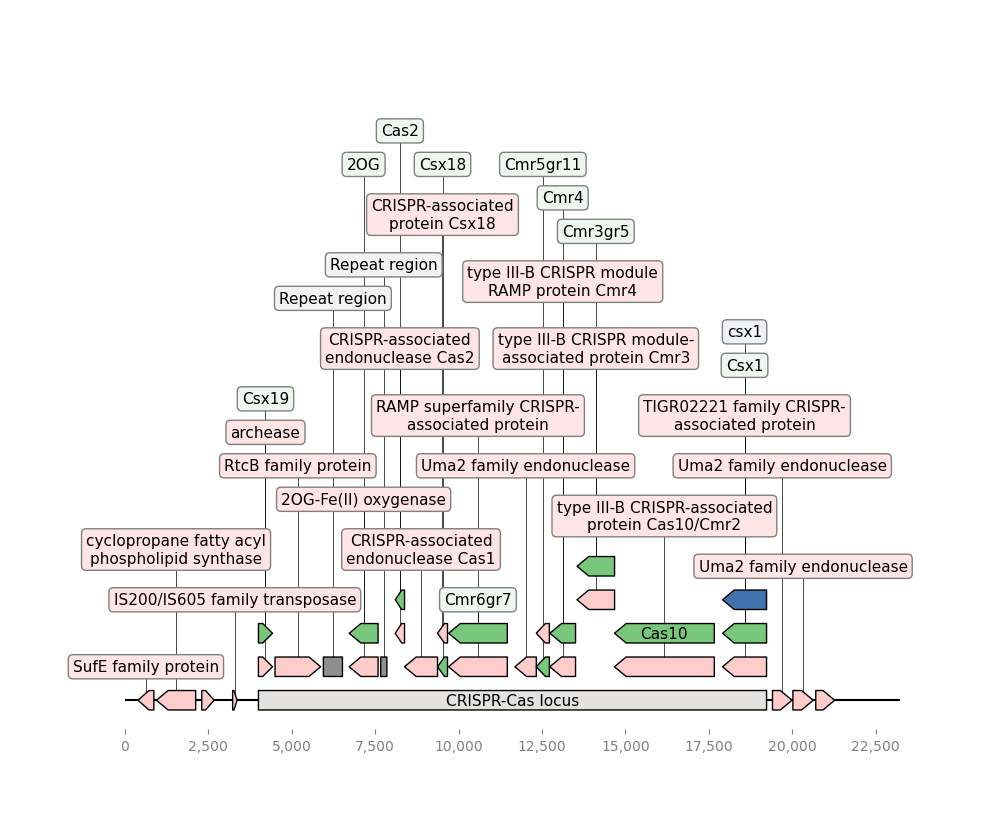 Cas2
2OG
Csx18
Cmr5gr11
Cmr4
CRISPR-associated
protein Csx18
Cmr3gr5
Repeat region
type III-B CRISPR module
RAMP protein Cmr4
Repeat region
csx1
CRISPR-associated
endonuclease Cas2
type III-B CRISPR module-
associated protein Cmr3
Csx1
Csx19
RAMP superfamily CRISPR-
associated protein
TIGR02221 family CRISPR-
associated protein
archease
RtcB family protein
Uma2 family endonuclease
Uma2 family endonuclease
2OG-Fe(II) oxygenase
type III-B CRISPR-associated
protein Cas10/Cmr2
cyclopropane fatty acyl
phospholipid synthase
CRISPR-associated
endonuclease Cas1
Uma2 family endonuclease
IS200/IS605 family transposase
Cmr6gr7
Cas10
SufE family protein
CRISPR-Cas locus
0
2,500
5,000
7,500
10,000
12,500
15,000
17,500
20,000
22,500